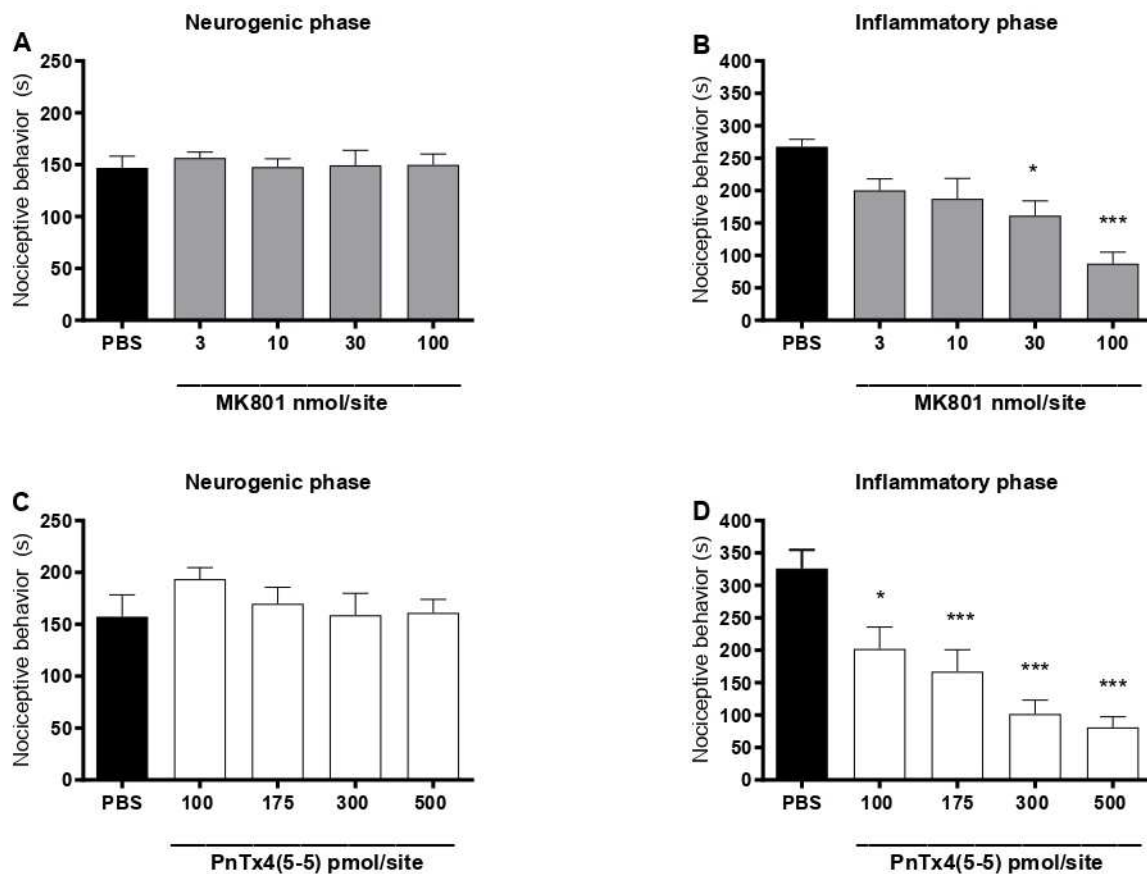 A
Neurogenic phase
Nociceptive behavior (s)
250
200
150
100
50
0
PBS 3 10 30 100
MK801 nmol/site
B
Inflammatory phase
Nociceptive behavior (s)
400
350
300
250
200
150
100
50
0
*
***
PBS 3 10 30 100
MK801 nmol/site
C
Neurogenic phase
Nociceptive behavior (s)
250
200
150
100
50
0
PBS 100 175 300 500
PnTx4(5-5) pmol/site
D
Inflammatory phase
Nociceptive behavior (s)
400
350
300
250
200
150
100
50
0
*
***
***
***
PBS 100 175 300 500
PnTx4(5-5) pmol/site